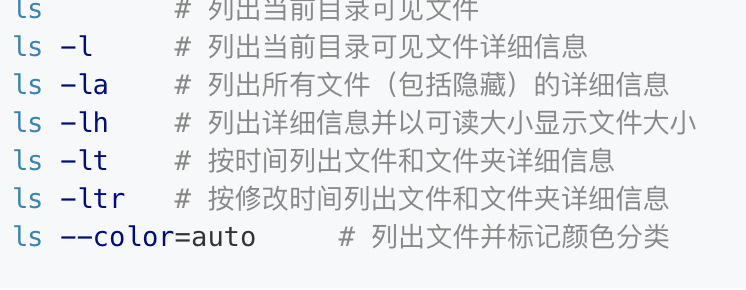 ls # 列出当前目录可见文件
ls -l # 列出当前目录可见文件详细信息
ls -la # 列出所有文件（包括隐藏）的详细信息
ls -lh # 列出详细信息并以可读大小显示文件大小
ls -lt # 按时间列出文件和文件夹详细信息
ls -ltr # 按修改时间列出文件和文件夹详细信息
ls --color=auto # 列出文件并标记颜色分类